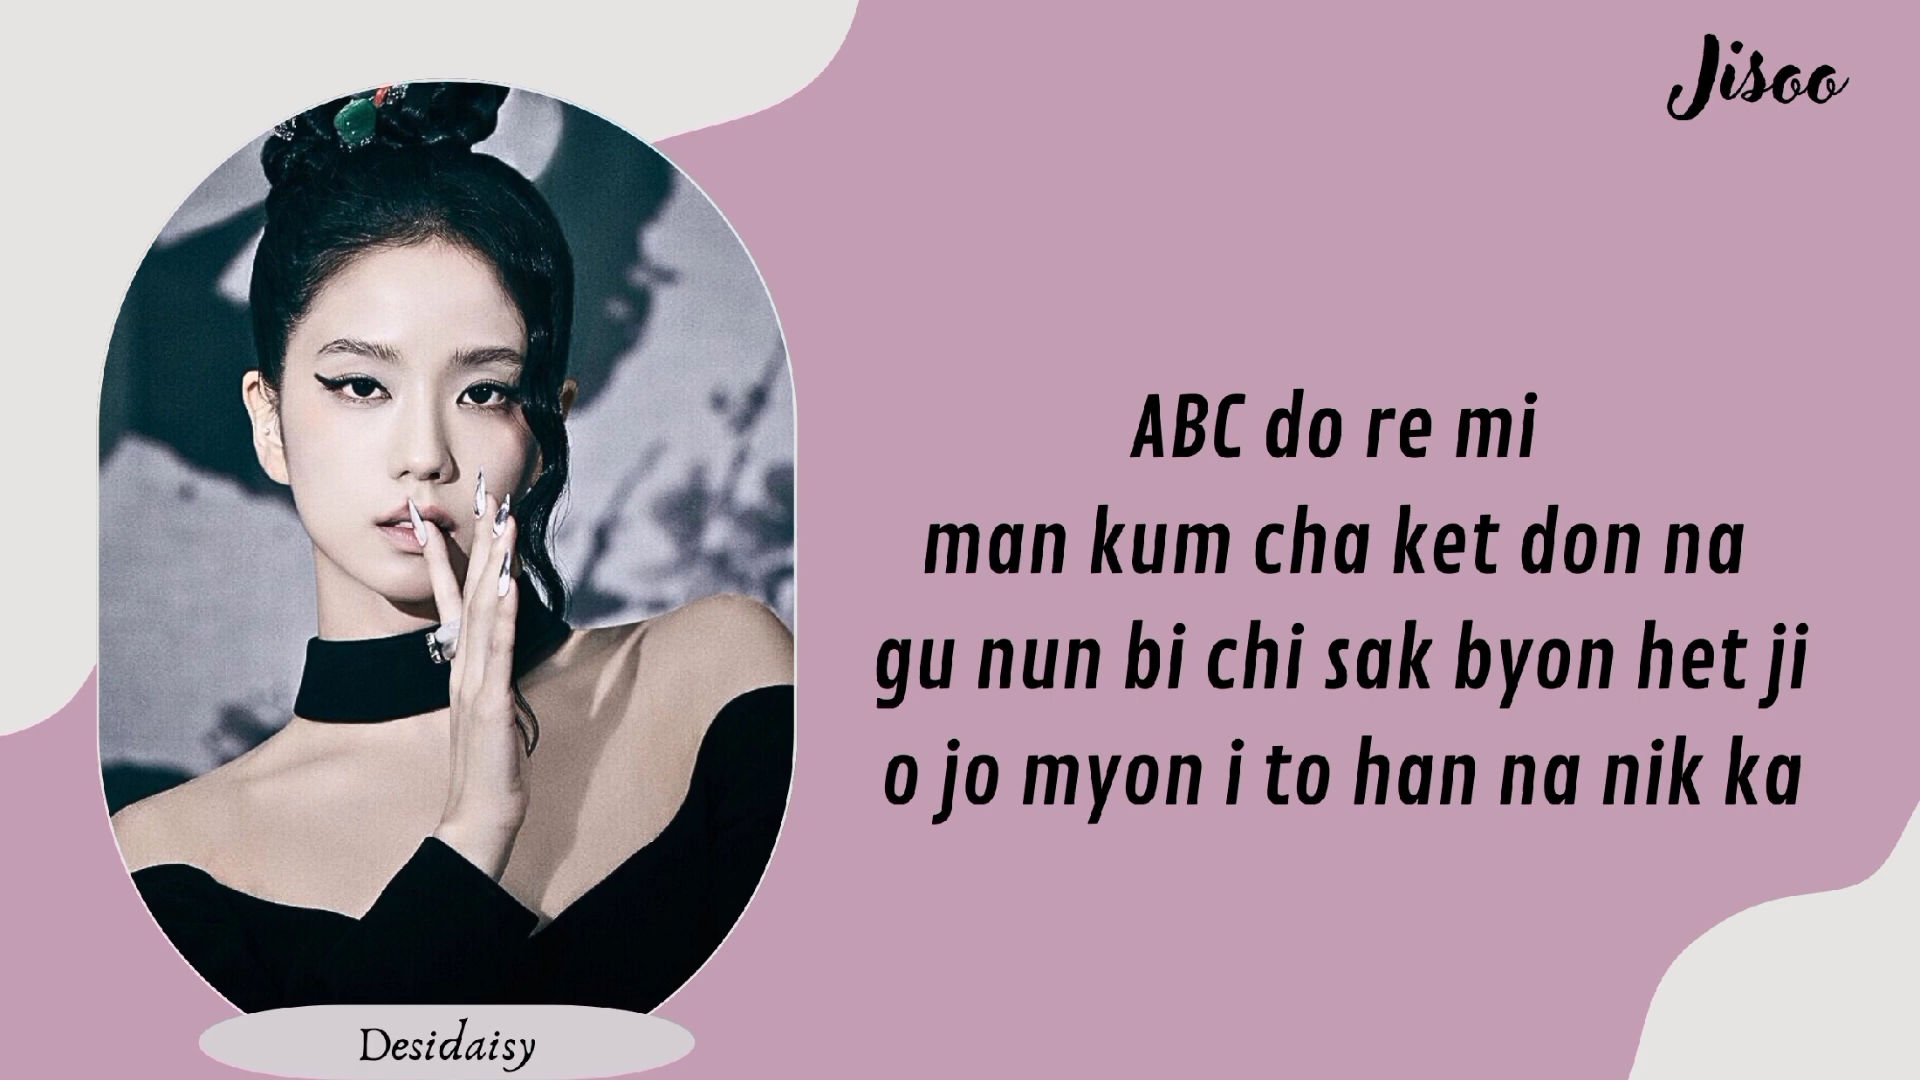 Jisoo
ABC do re mi
man kum cha ket don na
gu nun bi chi sak byon het ji
o jo myon i to han na nik ka
Desidaisy